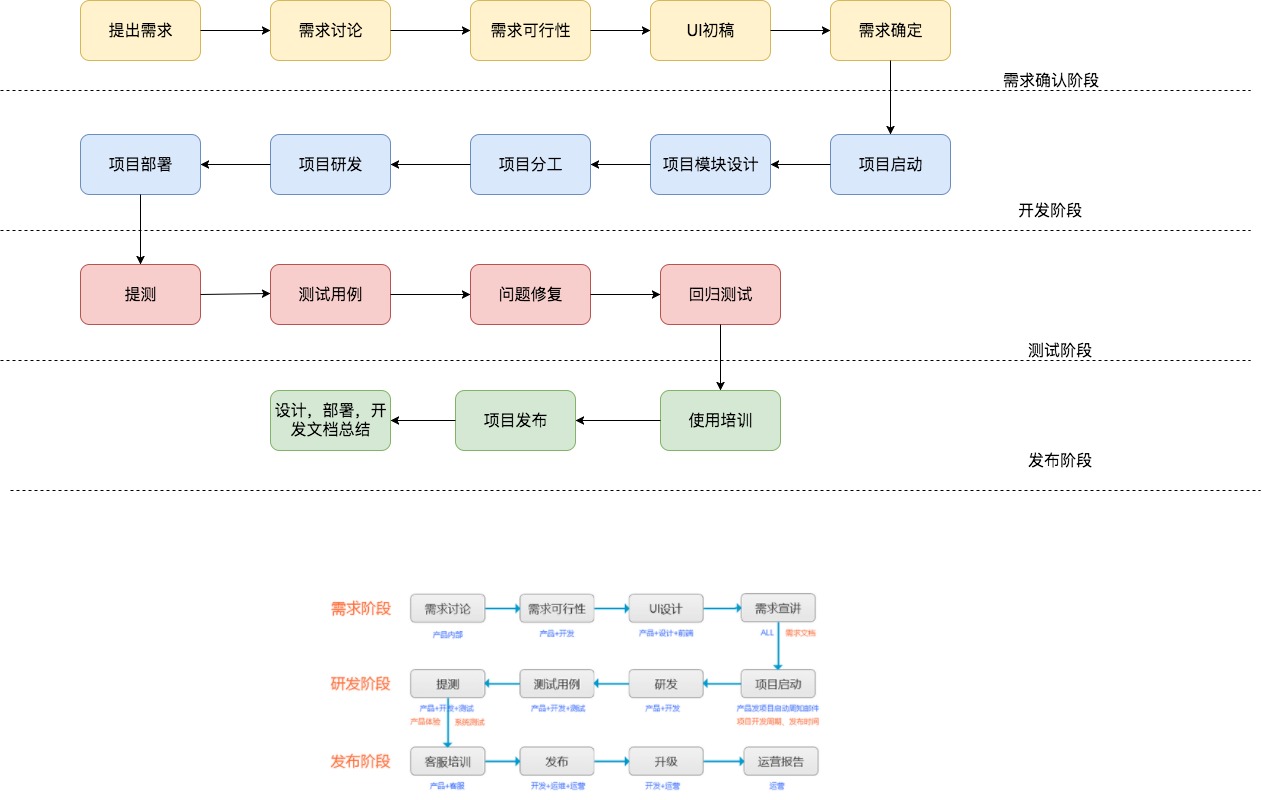 提出需求
需求讨论
需求可行性
UI初稿
需求确定
需求确认阶段
项目部署
项目研发
项目分工
项目模块设计
项目启动
开发阶段
提测
测试用例
问题修复
回归测试
测试阶段
设计，部署，开
发文档总结
项目发布
使用培训
发布阶段
需求阶段
需求讨论
需求可行性
UI设计
需求宣讲
产品内部
产品+开发
产品+设计+前端
ALL
需求文档
研发阶段
提测
测试用例
研发
项目启动
产品+开发+测试
产品+开发+测试
产品+开发
产品发项目启动周知邮件
产品体验
系统测试
项目开发周期，发布时间
发布阶段
客服培训
发布
升级
运营报告
产品+客服
开发+运维+运营
开发+运营
运营